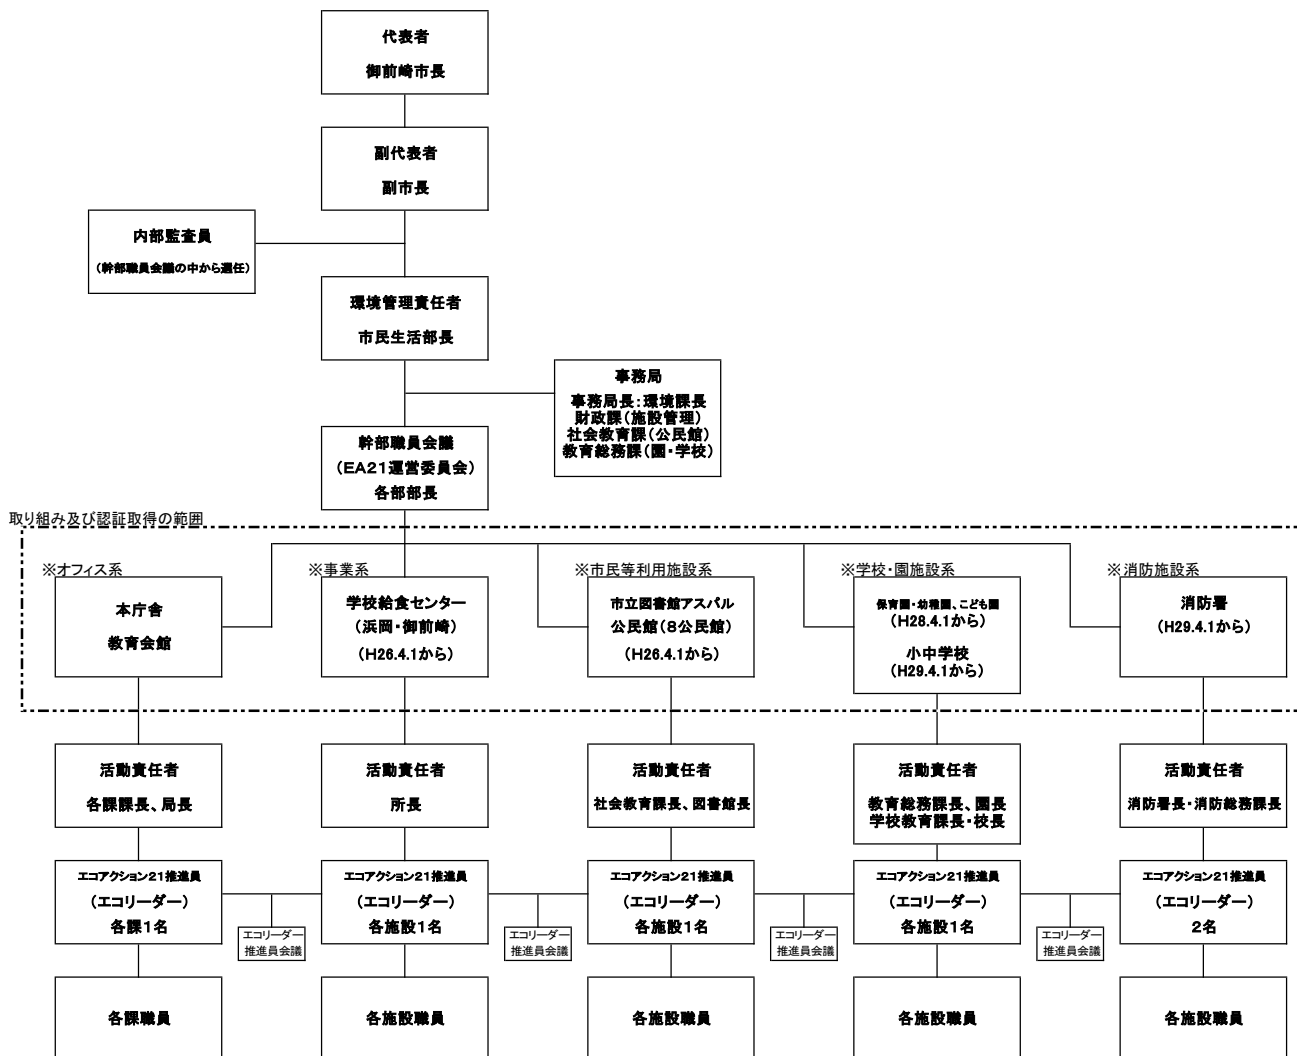 代表者
御前崎市長
副代表者
副市長
内部監査員
(幹部職員会議の中から選任)
環境管理責任者
市民生活部長
事務局
事務局長:環境課長
財政課(施設管理)
社会教育課(公民館)
教育総務課(園・学校)
幹部職員会議
(EA21運営委員会)
各部部長
取り組み及び認証取得の範囲
※オフィス系
本庁舎
教育会館
※事業系
学校給食センター
(浜岡・御前崎)
(H26.4.1から)
※市民等利用施設系
市立図書館アスパル
公民館(8公民館)
(H26.4.1から)
※学校・園施設系
保育園・幼稚園、こども園
(H28.4.1から)
小中学校
(H29.4.1から)
※消防施設系
消防署
(H29.4.1から)
活動責任者
各課課長、局長
活動責任者
所長
活動責任者
社会教育課長、図書館長
活動責任者
教育総務課長、園長
学校教育課長・校長
活動責任者
消防署長・消防総務課長
エコアクション21推進員
(エコリーダー)
各課1名
エコリーダー
推進員会議
エコアクション21推進員
(エコリーダー)
各施設1名
エコリーダー
推進員会議
エコアクション21推進員
(エコリーダー)
各施設1名
エコリーダー
推進員会議
エコアクション21推進員
(エコリーダー)
各施設1名
エコリーダー
推進員会議
エコアクション21推進員
(エコリーダー)
2名
各課職員
各施設職員
各施設職員
各施設職員
各施設職員